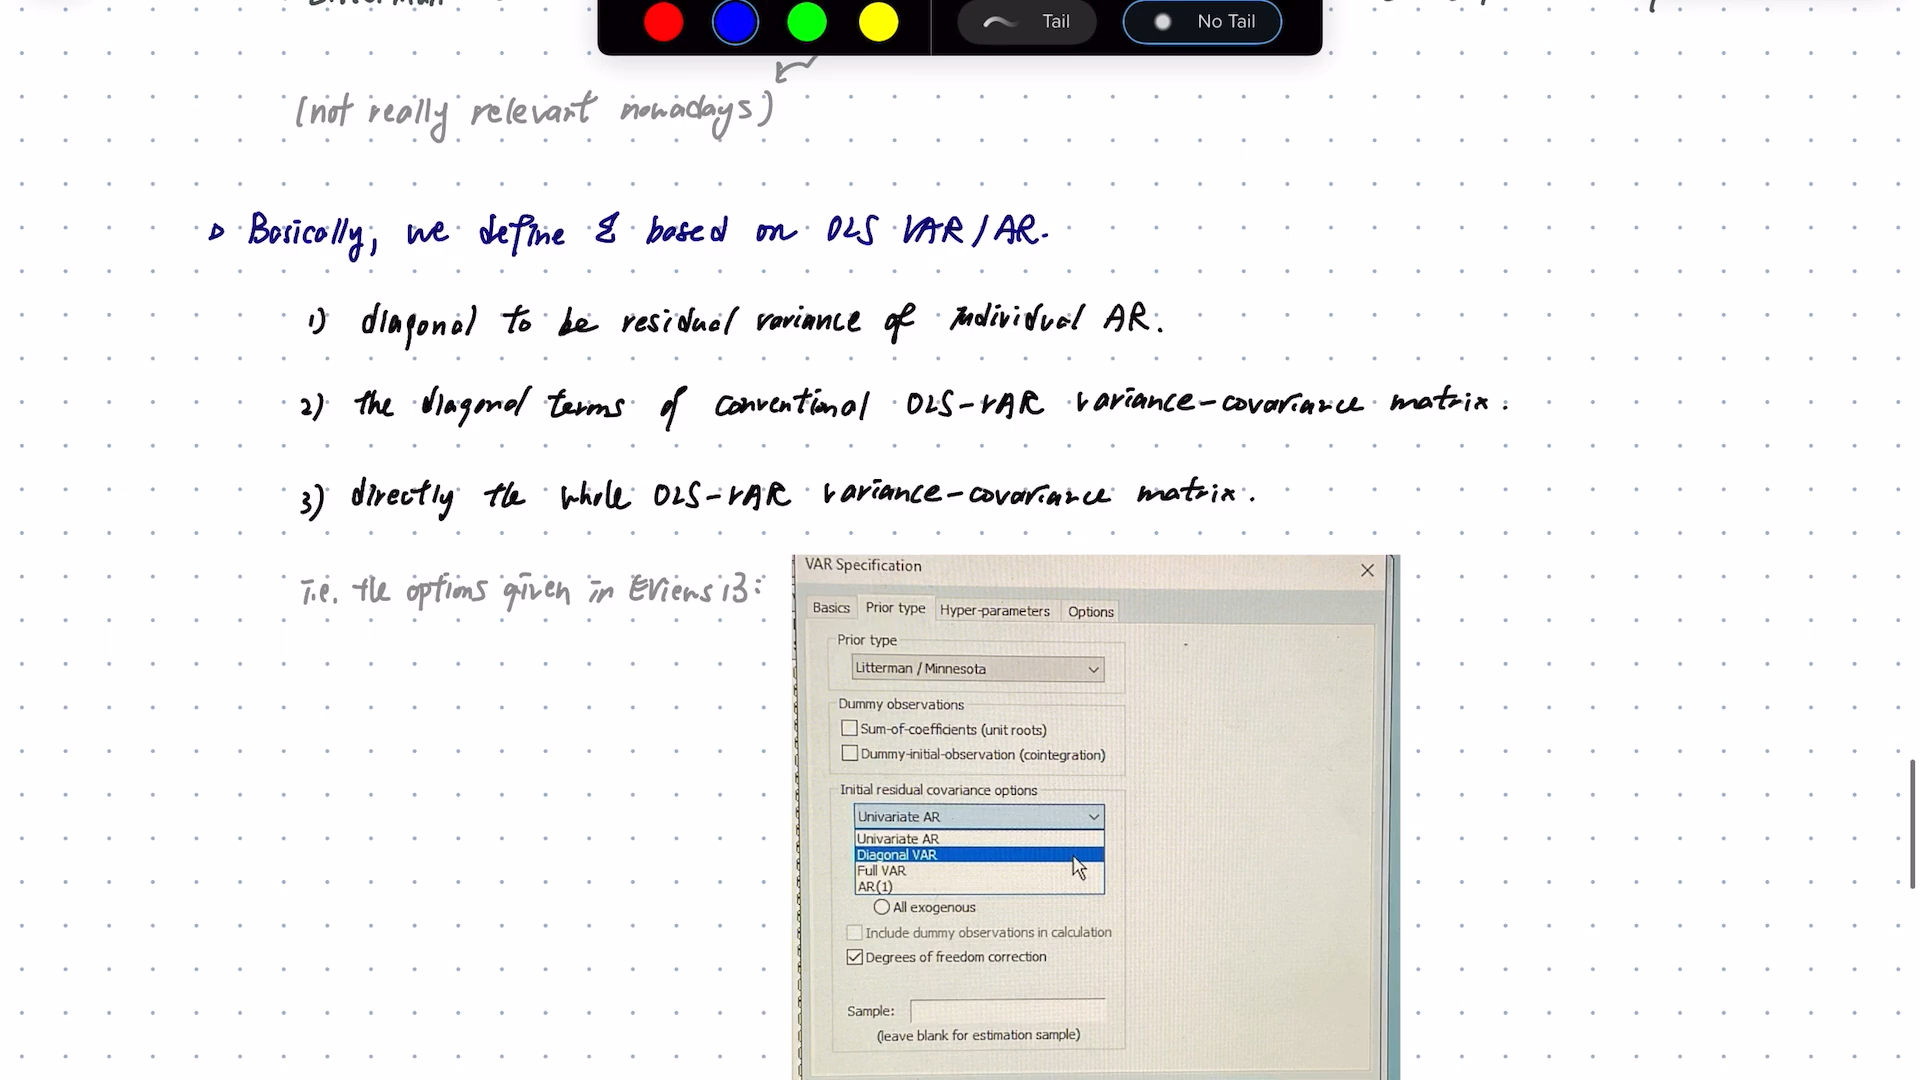 Tail
No Tail
(not really relevant nowadays)
▷ Basically, we define Σ based on OLS VAR/AR.
1) diagonal to be residual variance of individual AR.
2) the diagonal terms of conventional OLS-VAR variance-covariance matrix.
3) directly the whole OLS-VAR variance-covariance matrix.
i.e. the options given in EViews 13:
VAR Specification
Basics
Prior type
Hyper-parameters
Options
Prior type
Litterman / Minnesota
Dummy observations
Sum-of-coefficients (unit roots)
Dummy-initial-observation (cointegration)
Initial residual covariance options
Univariate AR
Univariate AR
Diagonal VAR
Full VAR
AR(1)
All exogenous
Include dummy observations in calculation
Degrees of freedom correction
Sample:
(leave blank for estimation sample)